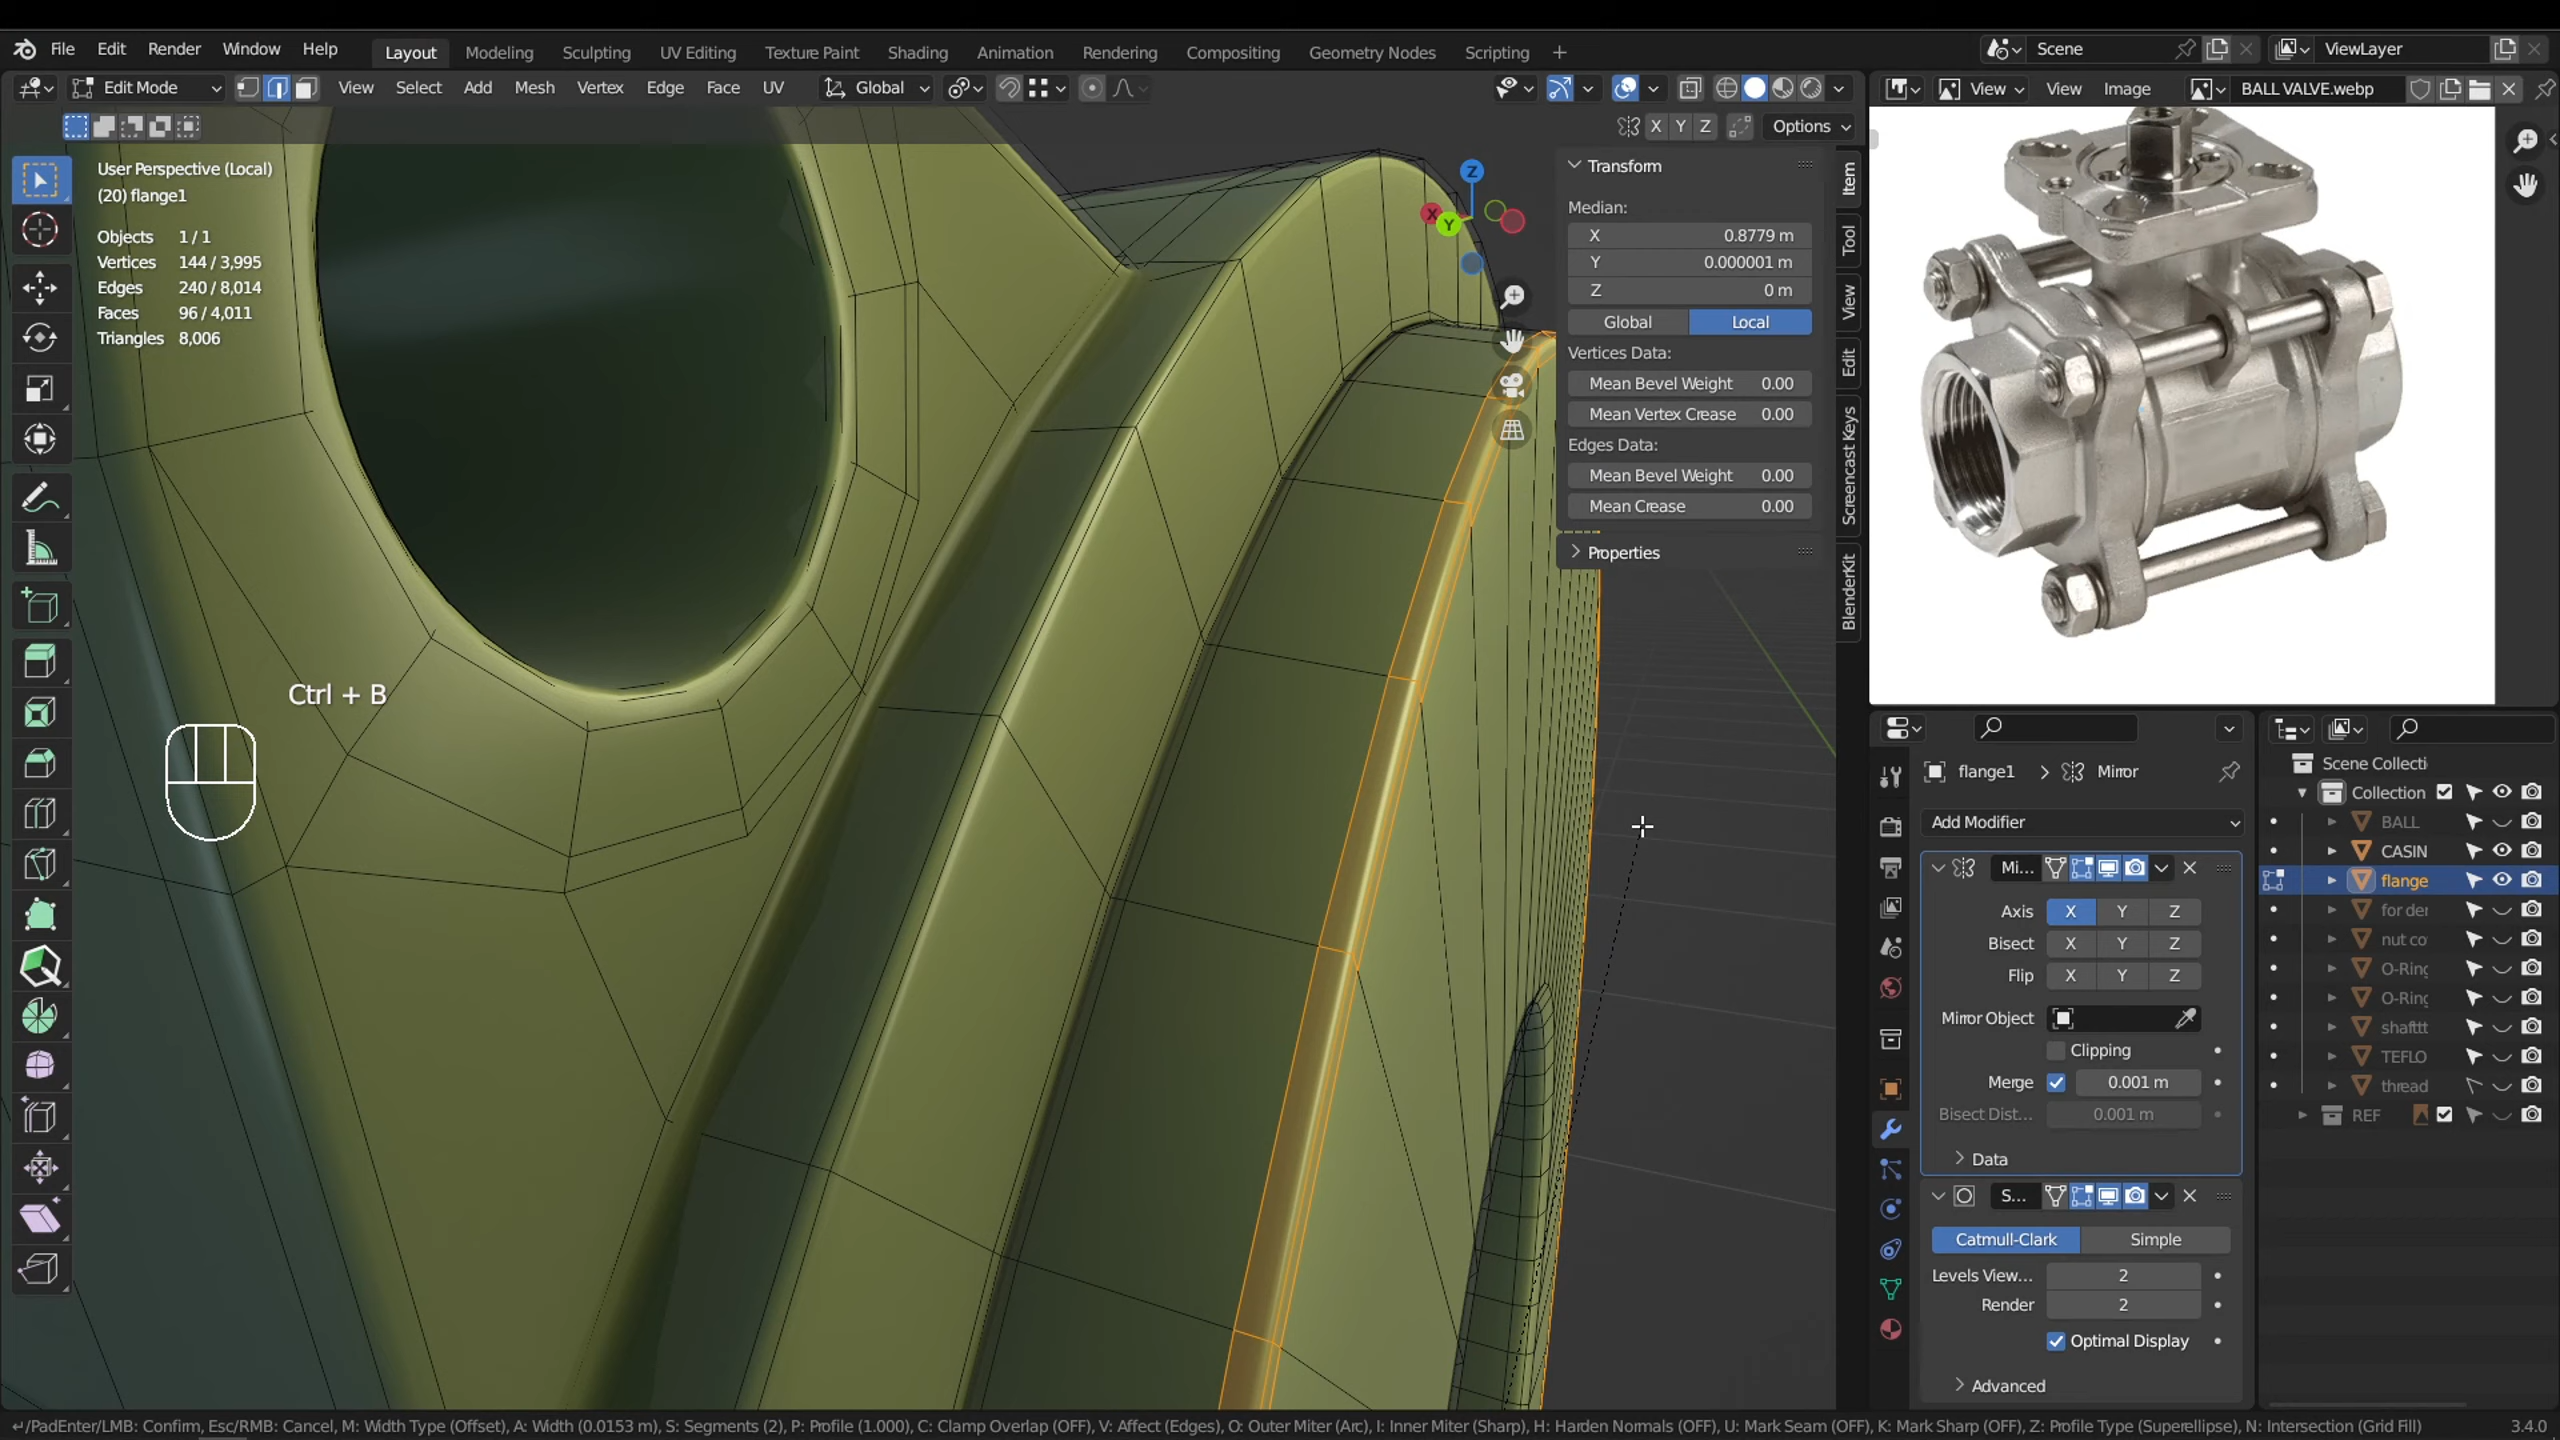 File Edit Render Window Help Layout Modeling Sculpting UV Editing Texture Paint Shading Animation Rendering Compositing Geometry Nodes Scripting Scene ViewLayer
Edit Mode View Select Add Mesh Vertex Edge Face UV Global View View Image BALL VALVE.webp
X Y Z Options
User Perspective (Local)
(20) flange1
Objects 1 / 1
Vertices 144 / 3,995
Edges 240 / 8,014
Faces 96 / 4,011
Triangles 8,006
Ctrl + B
Z
X
Y
Transform
Median:
X 0.8779 m
Y 0.000001 m
Z 0 m
Global Local
Vertices Data:
Mean Bevel Weight 0.00
Mean Vertex Crease 0.00
Edges Data:
Mean Bevel Weight 0.00
Mean Crease 0.00
Properties
Item
Tool
View
Edit
Screencast Keys
BlenderKit
flange1 Mirror
Add Modifier
Mi...
Axis X Y Z
Bisect X Y Z
Flip X Y Z
Mirror Object
Clipping
Merge 0.001 m
Bisect Dist... 0.001 m
Data
S...
Catmull-Clark Simple
Levels View... 2
Render 2
Optimal Display
Advanced
Scene Collecti
Collection
BALL
CASIN
flange
for der
nut co
O-Ring
O-Ring
shafttt
TEFLO
thread
REF
↵/PadEnter/LMB: Confirm, Esc/RMB: Cancel, M: Width Type (Offset), A: Width (0.0153 m), S: Segments (2), P: Profile (1.000), C: Clamp Overlap (OFF), V: Affect (Edges), O: Outer Miter (Arc), I: Inner Miter (Sharp), H: Harden Normals (OFF), U: Mark Seam (OFF), K: Mark Sharp (OFF), Z: Profile Type (Superellipse), N: Intersection (Grid Fill) 3.4.0